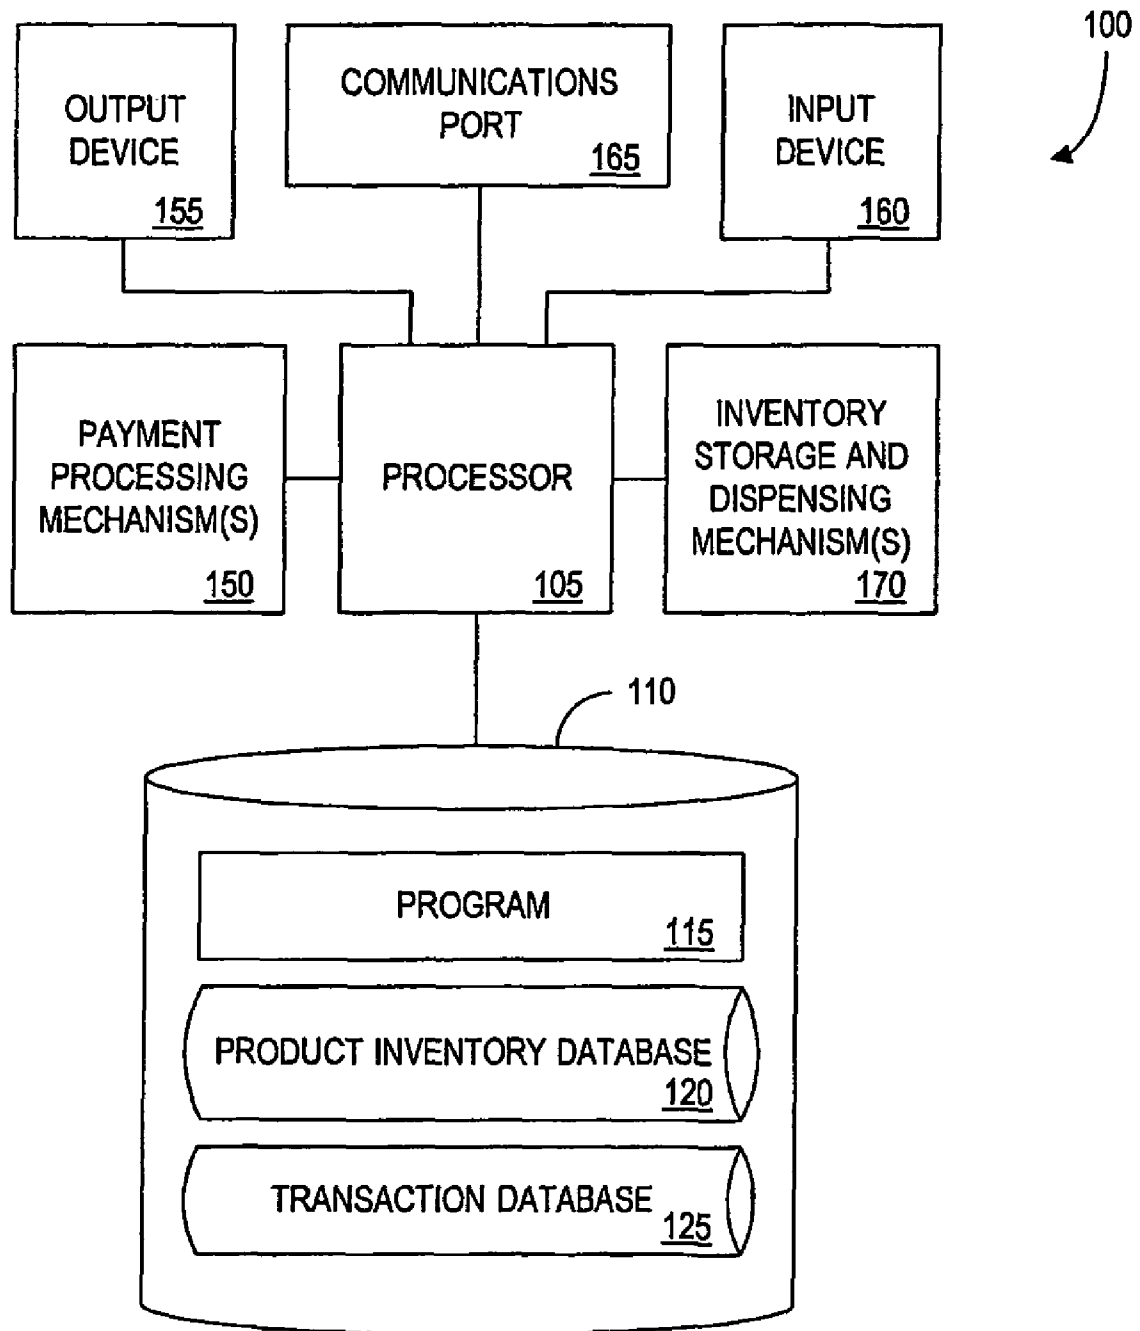 100
OUTPUT
DEVICE
155
COMMUNICATIONS
PORT
165
INPUT
DEVICE
160
PAYMENT
PROCESSING
MECHANISM(S)
150
PROCESSOR
105
INVENTORY
STORAGE AND
DISPENSING
MECHANISM(S)
170
110
PROGRAM
115
PRODUCT INVENTORY DATABASE
120
TRANSACTION DATABASE
125